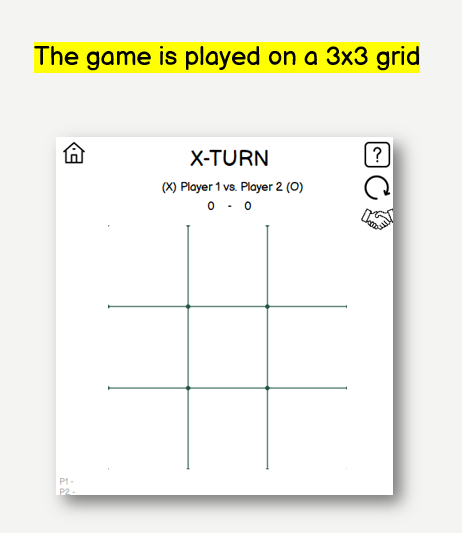 The game is played on a 3x3 grid
X-TURN
?
(X) Player 1 vs. Player 2 (O)
0 - 0
P1 -
P2 -